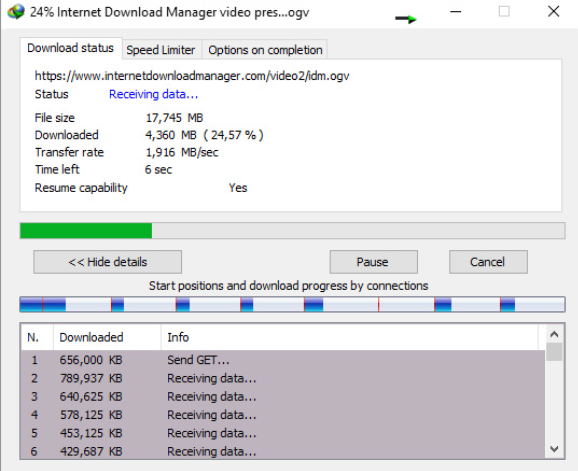 24% Internet Download Manager video pres...ogv
Download status Speed Limiter Options on completion
https://www.internetdownloadmanager.com/video2/idm.ogv
Status Receiving data...
File size 17,745 MB
Downloaded 4,360 MB ( 24,57 % )
Transfer rate 1,916 MB/sec
Time left 6 sec
Resume capability Yes
<< Hide details Pause Cancel
Start positions and download progress by connections
N. Downloaded Info
1 656,000 KB Send GET...
2 789,937 KB Receiving data...
3 640,625 KB Receiving data...
4 578,125 KB Receiving data...
5 453,125 KB Receiving data...
6 429,687 KB Receiving data...